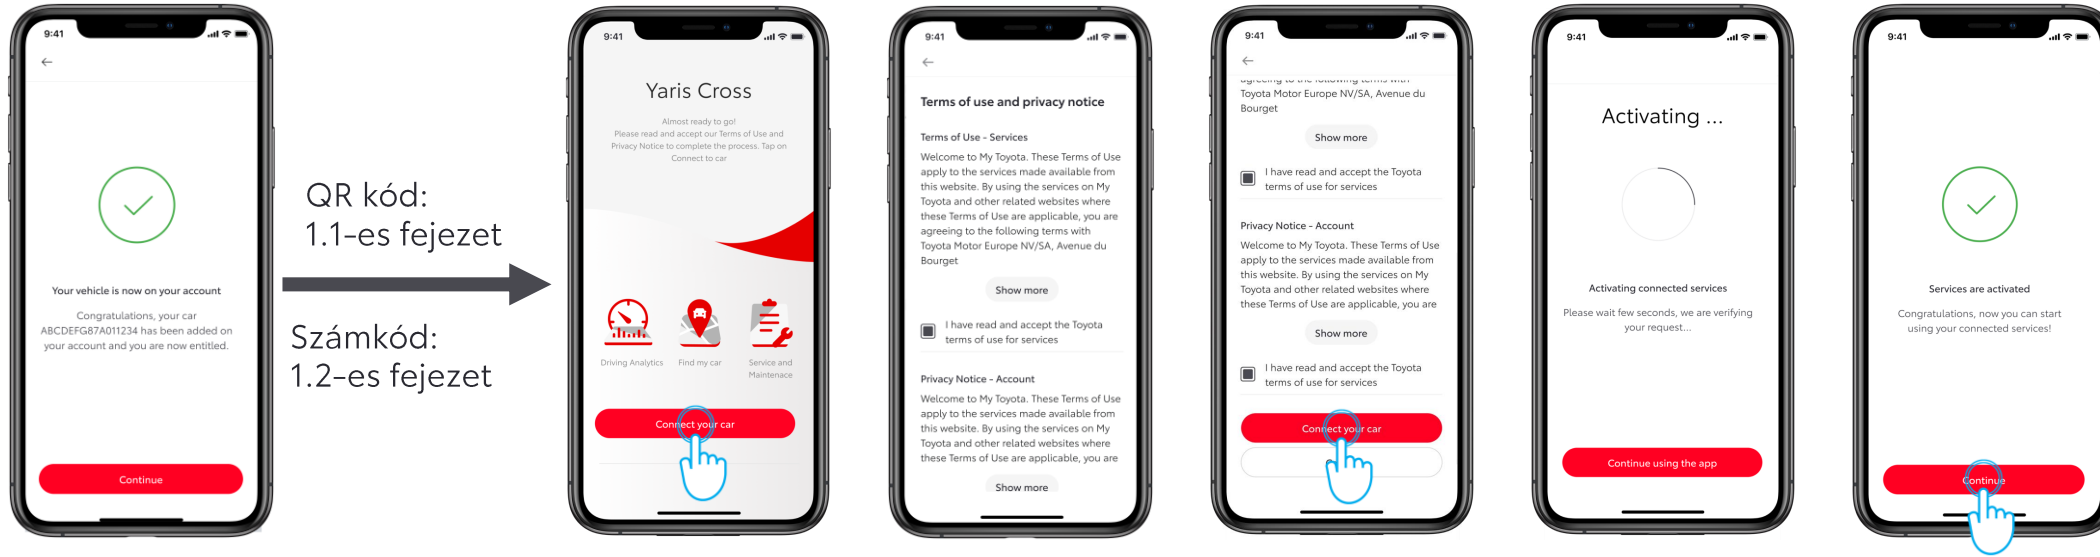 9:41
Your vehicle is now on your account
Congratulations, your car
ABCDEFG87A011234 has been added on
your account and you are now entitled.
Continue
QR kód:
1.1-es fejezet
Számkód:
1.2-es fejezet
9:41
Yaris Cross
Almost ready to go!
Please read and accept our Terms of Use and
Privacy Notice to complete the process. Tap on
Connect to car
Driving Analytics
Find my car
Service and
Maintenace
Connect your car
9:41
Terms of use and privacy notice
Terms of Use - Services
Welcome to My Toyota. These Terms of Use
apply to the services made available from
this website. By using the services on My
Toyota and other related websites where
these Terms of Use are applicable, you are
agreeing to the following terms with
Toyota Motor Europe NV/SA, Avenue du
Bourget
Show more
I have read and accept the Toyota
terms of use for services
Privacy Notice - Account
Welcome to My Toyota. These Terms of Use
apply to the services made available from
this website. By using the services on My
Toyota and other related websites where
these Terms of Use are applicable, you are
Show more
9:41
agreeing to the following terms with
Toyota Motor Europe NV/SA, Avenue du
Bourget
Show more
I have read and accept the Toyota
terms of use for services
Privacy Notice - Account
Welcome to My Toyota. These Terms of Use
apply to the services made available from
this website. By using the services on My
Toyota and other related websites where
these Terms of Use are applicable, you are
Show more
I have read and accept the Toyota
terms of use for services
Connect your car
9:41
Activating ...
Activating connected services
Please wait few seconds, we are verifying
your request...
Continue using the app
9:41
Services are activated
Congratulations, now you can start
using your connected services!
Continue